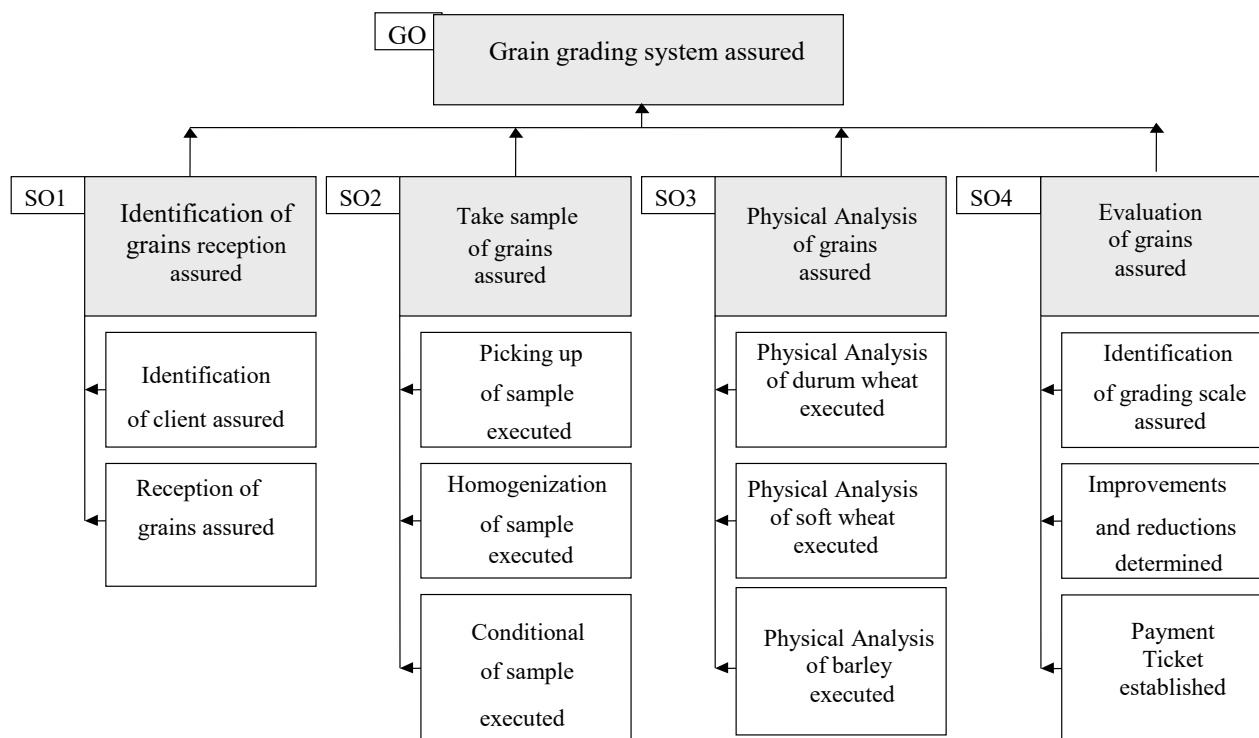 GO
Grain grading system assured
SO1
Identification of
grains reception
assured
SO2
Take sample
of grains
assured
SO3
Physical Analysis
of grains
assured
SO4
Evaluation
of grains
assured
Identification
of client assured
Reception of
grains assured
Picking up
of sample
executed
Homogenization
of sample
executed
Conditional
of sample
executed
Physical Analysis
of durum wheat
executed
Physical Analysis
of soft wheat
executed
Physical Analysis
of barley
executed
Identification
of grading scale
assured
Improvements
and reductions
determined
Payment
Ticket
established